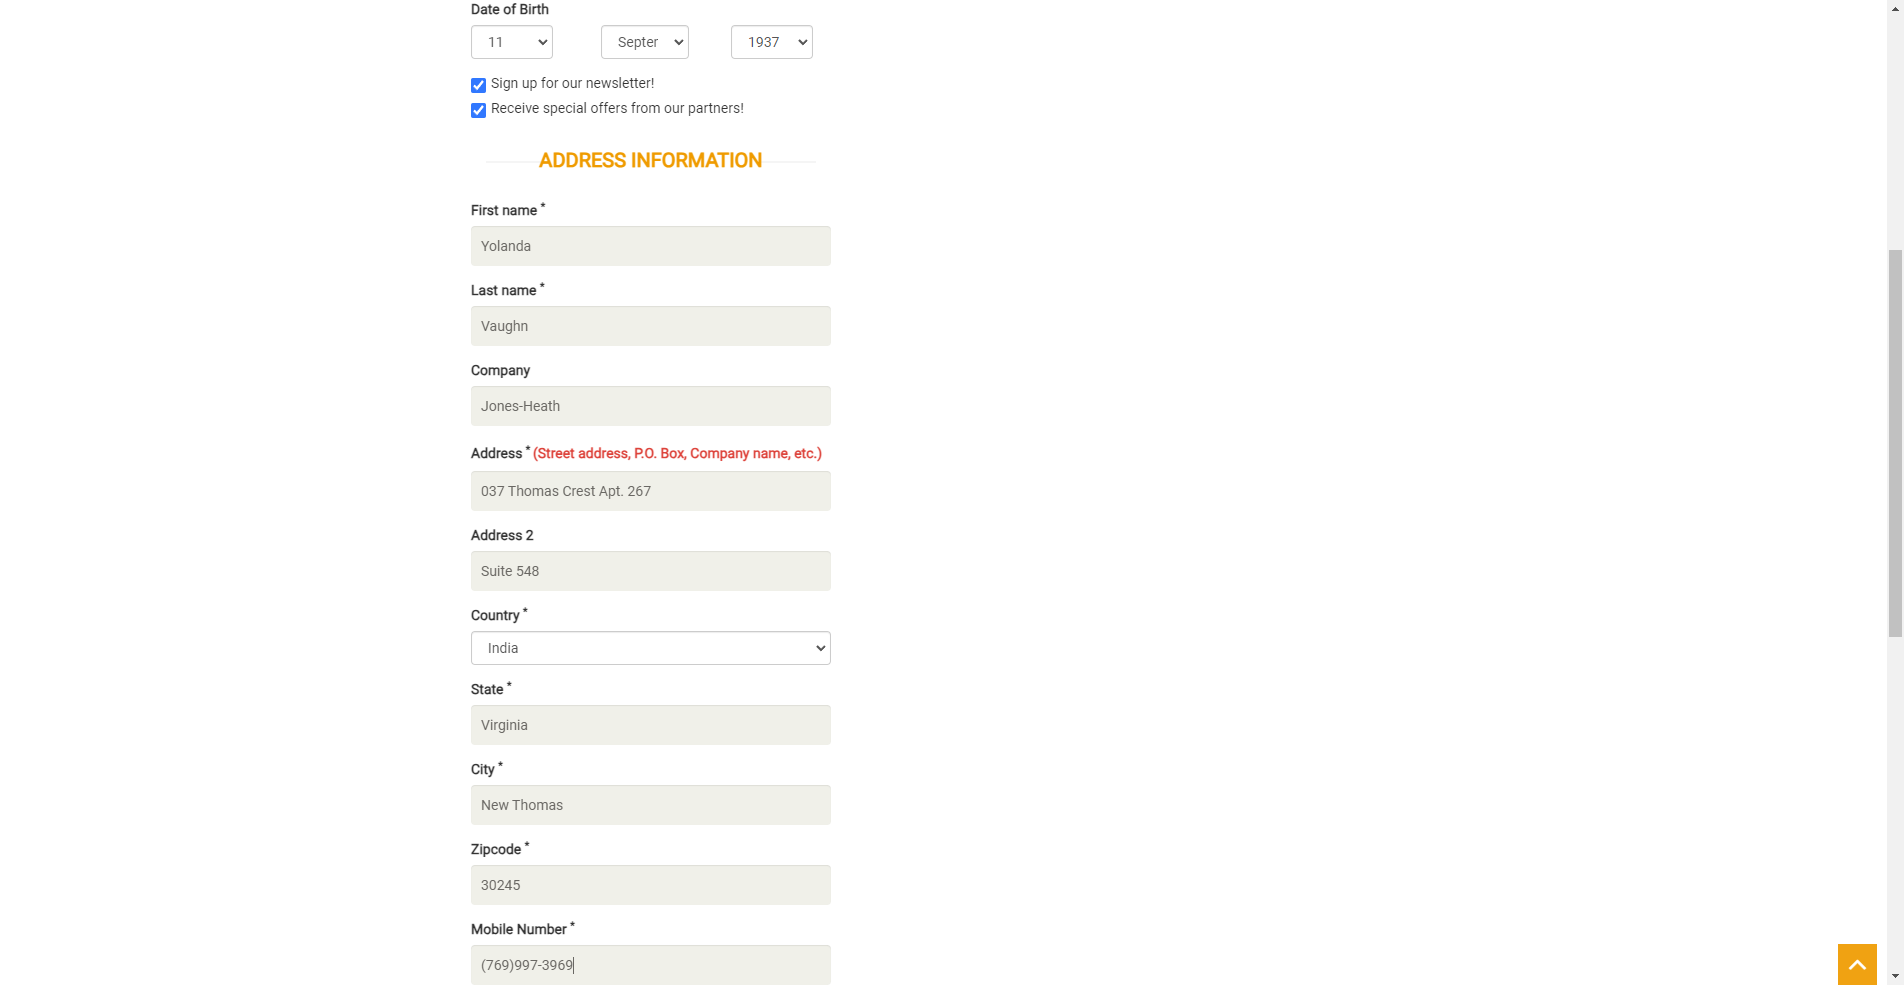 Date of Birth
11 Septer 1937
Sign up for our newsletter!
Receive special offers from our partners!
ADDRESS INFORMATION
First name *
Yolanda
Last name *
Vaughn
Company
Jones-Heath
Address * (Street address, P.O. Box, Company name, etc.)
037 Thomas Crest Apt. 267
Address 2
Suite 548
Country *
India
State *
Virginia
City *
New Thomas
Zipcode *
30245
Mobile Number *
(769)997-3969